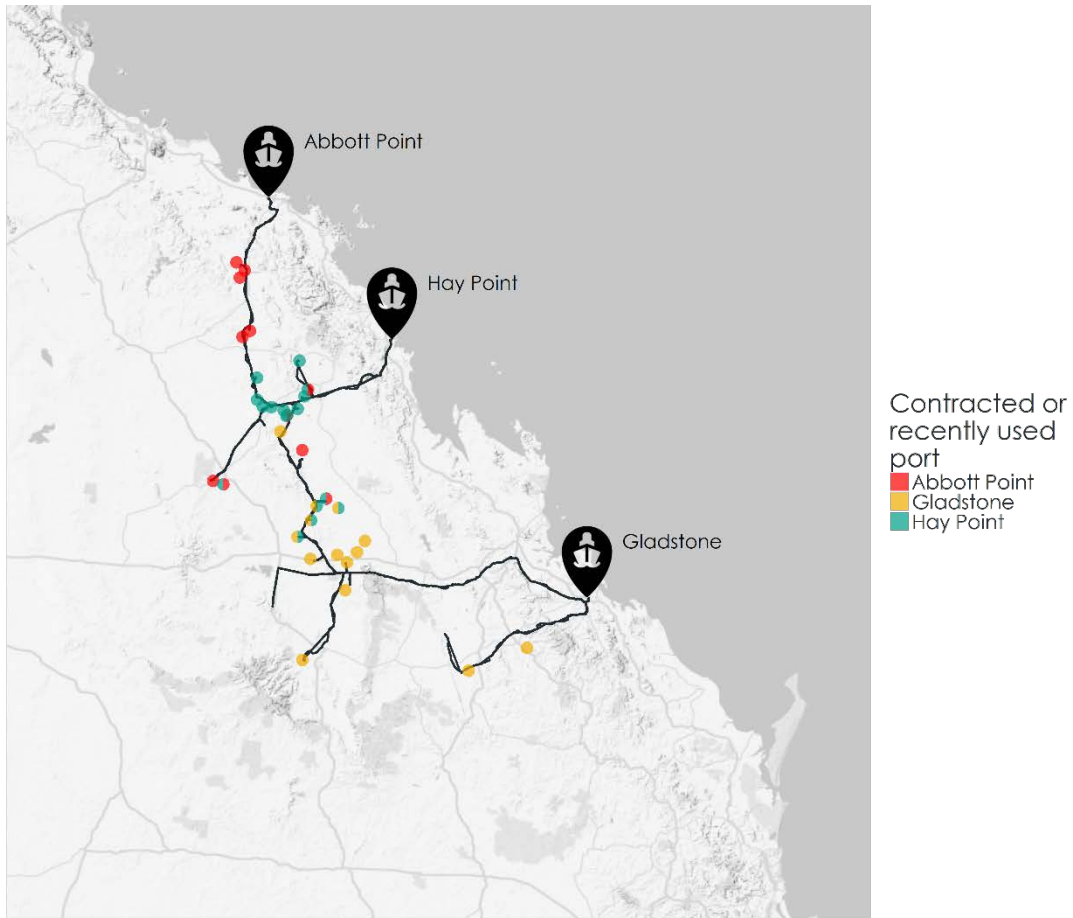 Abbott Point
Hay Point
Gladstone
Contracted or
recently used
port
Abbott Point
Gladstone
Hay Point